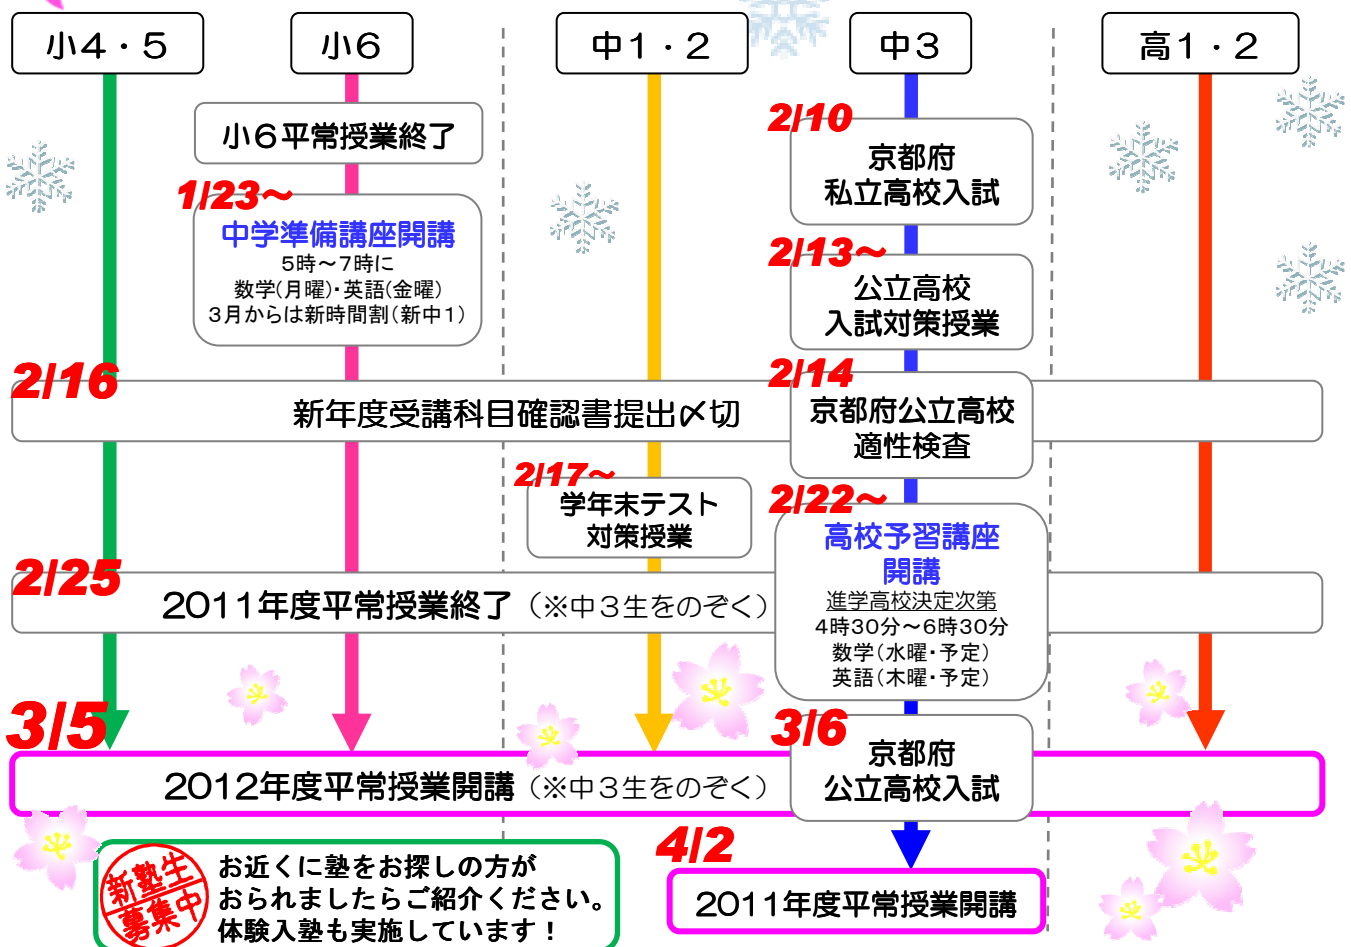 小4・5
小6
中1・2
中3
高1・2
小6平常授業終了
1/23～
中学準備講座開講
5時～7時に
数学(月曜)・英語(金曜)
3月からは新時間割(新中1)
2/10
京都府
私立高校入試
2/13～
公立高校
入試対策授業
2/16
新年度受講科目確認書提出〆切
2/14
京都府公立高校
適性検査
2/17～
学年末テスト
対策授業
2/22～
高校予習講座
開講
進学高校決定次第
4時30分～6時30分
数学(水曜・予定)
英語(木曜・予定)
2/25
2011年度平常授業終了（※中3生をのぞく）
3/5
2012年度平常授業開講（※中3生をのぞく）
3/6
京都府
公立高校入試
4/2
2011年度平常授業開講
新塾生
募集中
お近くに塾をお探しの方が
おられましたらご紹介ください。
体験入塾も実施しています！